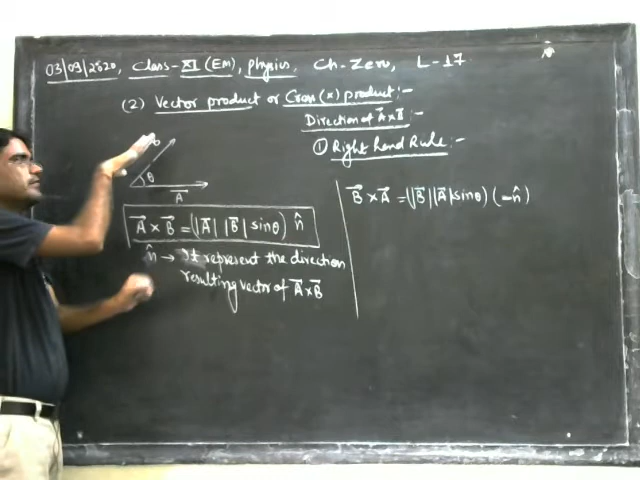 03/09/2020, Class-XI (EM), Physics, Ch-Zero, L-17
(2) Vector product or Cross (×) product :-
Direction of A⃗×B⃗ :-
① Right Hand Rule :-
θ
A⃗
A⃗ × B⃗ = (|A⃗| |B⃗| sinθ) n̂
n̂ → It represent the direction
resulting vector of A⃗×B⃗
B⃗ × A⃗ = (|B⃗| |A⃗| sinθ) (-n̂)